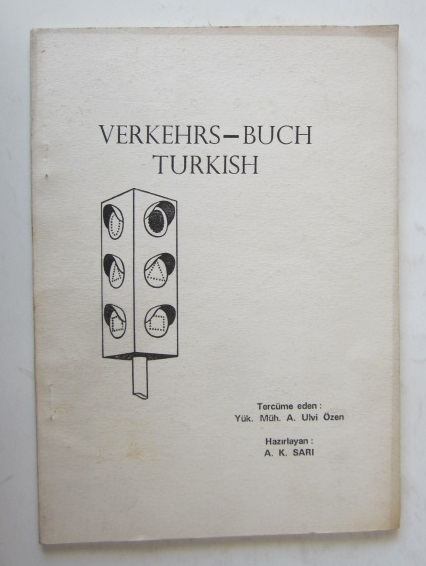 VERKEHRS–BUCH
TURKISH
Tercüme eden :
Yük. Müh. A. Ulvi Özen
Hazırlayan :
A. K. SARI